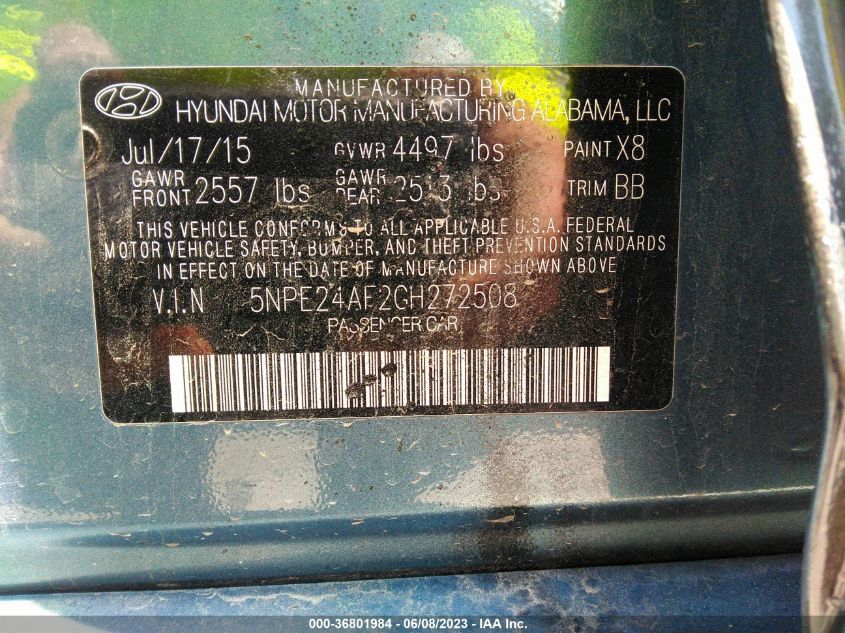 MANUFACTURED BY
HYUNDAI MOTOR MANUFACTURING ALABAMA, LLC
Jul/17/15 GVWR 4497 lbs PAINT X8
GAWR FRONT 2557 lbs GAWR REAR lbs TRIM BB
THIS VEHICLE CONFORMS TO ALL APPLICABLE U.S.A. FEDERAL
MOTOR VEHICLE SAFETY, BUMPER, AND THEFT PREVENTION STANDARDS
IN EFFECT ON THE DATE OF MANUFACTURE SHOWN ABOVE
V.I.N 5NPE24AF2GH272508
PASSENGER CAR
000-36801984 - 06/08/2023 - IAA Inc.